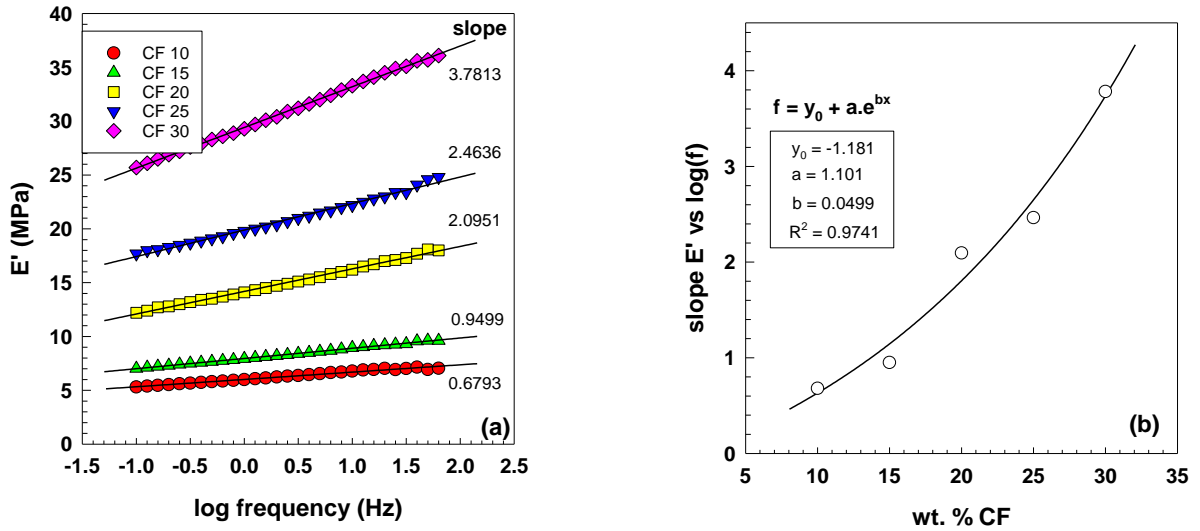 40
35
30
25
20
15
10
5
0
E' (MPa)
CF 10
CF 15
CF 20
CF 25
CF 30
slope
3.7813
2.4636
2.0951
0.9499
0.6793
(a)
-1.5 -1.0 -0.5 0.0 0.5 1.0 1.5 2.0 2.5
log frequency (Hz)
4
3
2
1
0
slope E' vs log(f)
f = y0 + a.e^bx
y0 = -1.181
a = 1.101
b = 0.0499
R² = 0.9741
(b)
5 10 15 20 25 30 35
wt. % CF